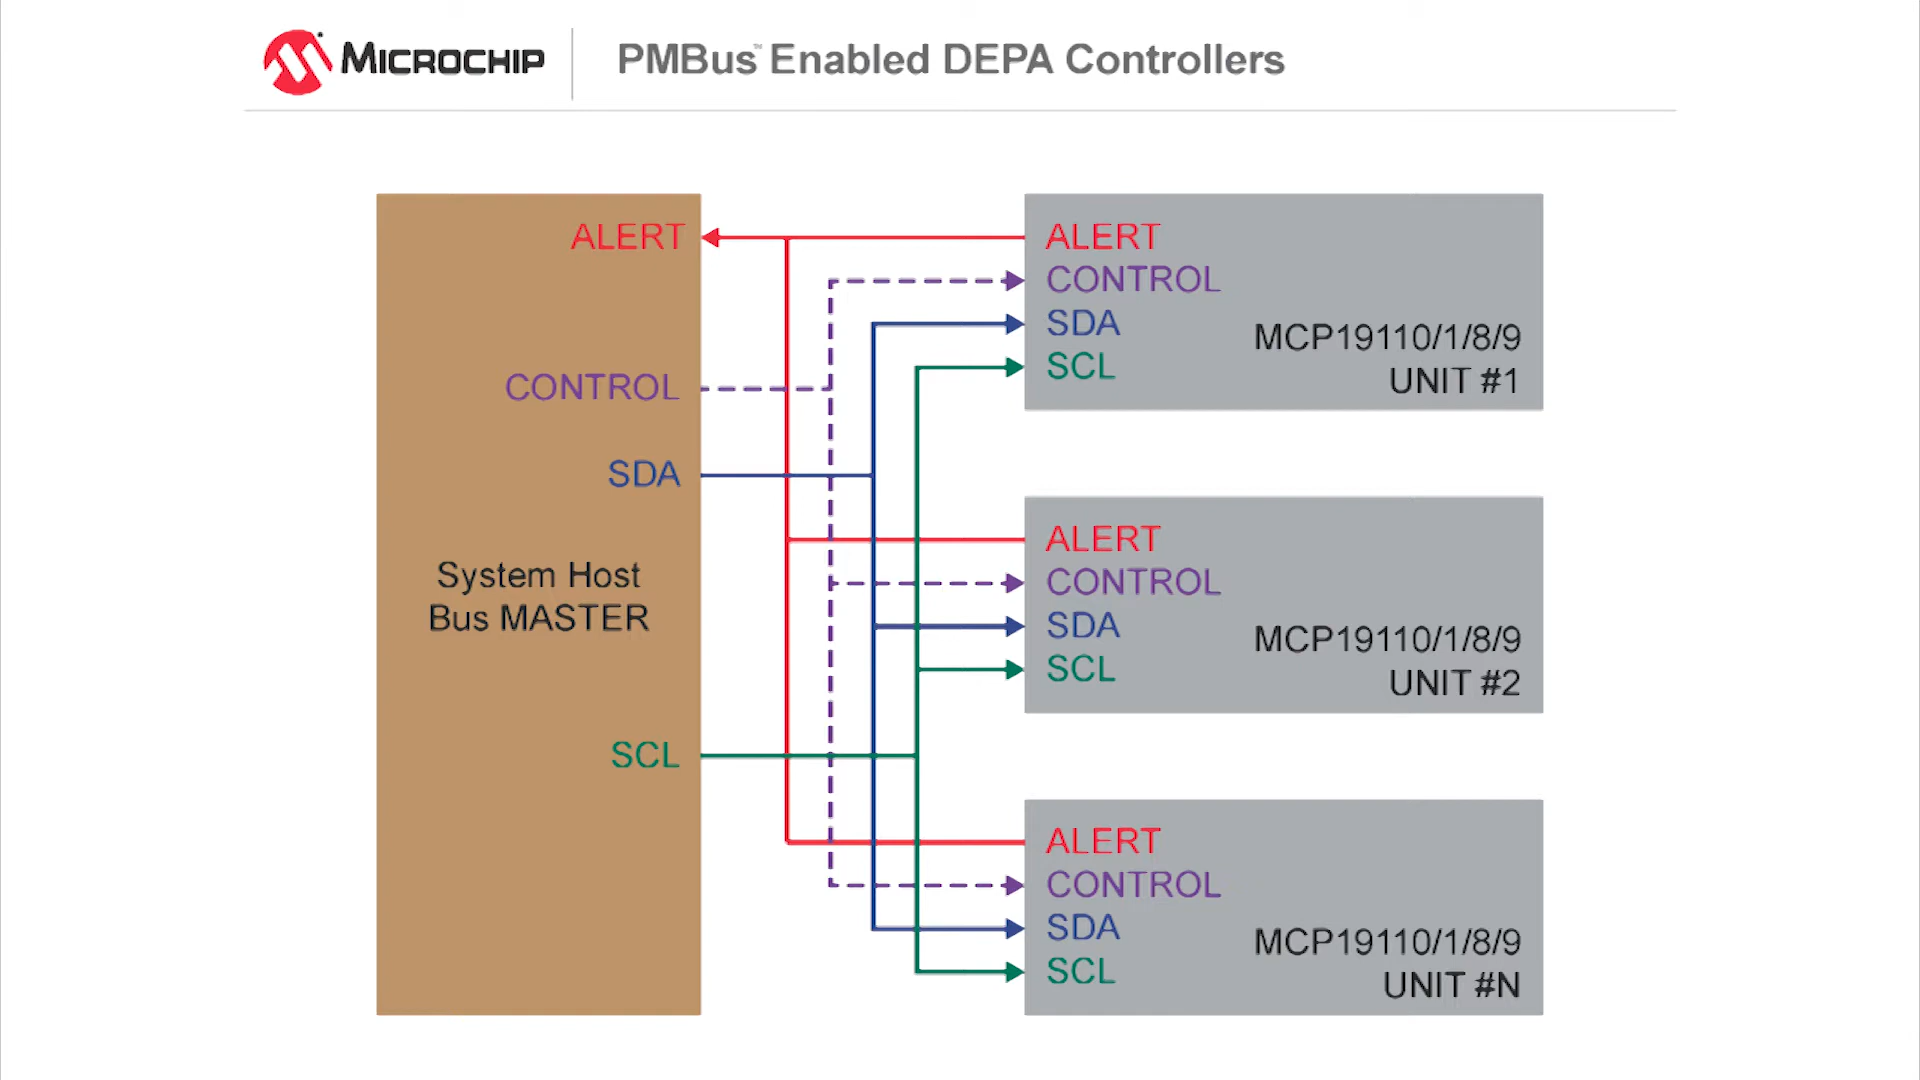 MICROCHIP
PMBus™ Enabled DEPA Controllers
ALERT
CONTROL
SDA
System Host
Bus MASTER
SCL
ALERT
CONTROL
SDA
SCL
MCP19110/1/8/9
UNIT #1
ALERT
CONTROL
SDA
SCL
MCP19110/1/8/9
UNIT #2
ALERT
CONTROL
SDA
SCL
MCP19110/1/8/9
UNIT #N